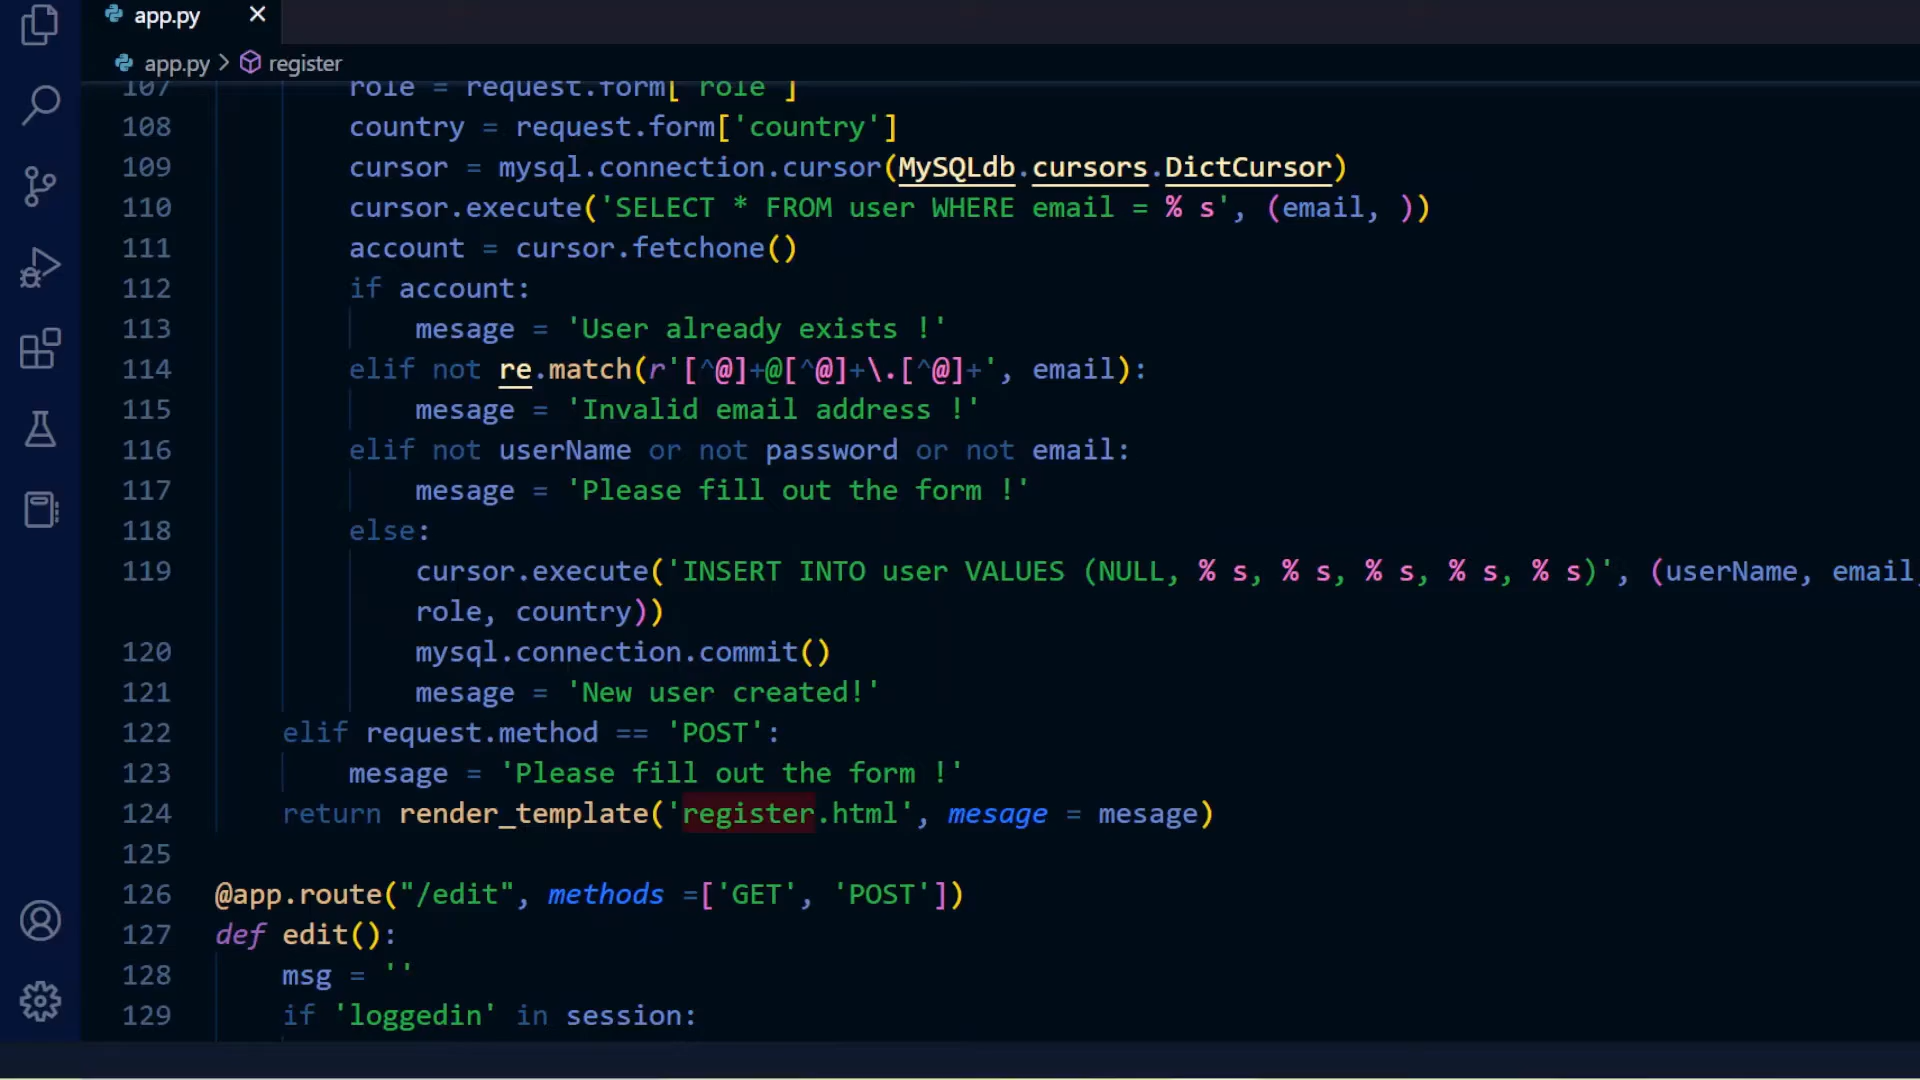 app.py
app.py > register
107 role = request.form['role']
108 country = request.form['country']
109 cursor = mysql.connection.cursor(MySQLdb.cursors.DictCursor)
110 cursor.execute('SELECT * FROM user WHERE email = % s', (email, ))
111 account = cursor.fetchone()
112 if account:
113 mesage = 'User already exists !'
114 elif not re.match(r'[^@]+@[^@]+\.[^@]+', email):
115 mesage = 'Invalid email address !'
116 elif not userName or not password or not email:
117 mesage = 'Please fill out the form !'
118 else:
119 cursor.execute('INSERT INTO user VALUES (NULL, % s, % s, % s, % s, % s)', (userName, email,
role, country))
120 mysql.connection.commit()
121 mesage = 'New user created!'
122 elif request.method == 'POST':
123 mesage = 'Please fill out the form !'
124 return render_template('register.html', mesage = mesage)
125
126 @app.route("/edit", methods =['GET', 'POST'])
127 def edit():
128 msg = ''
129 if 'loggedin' in session: